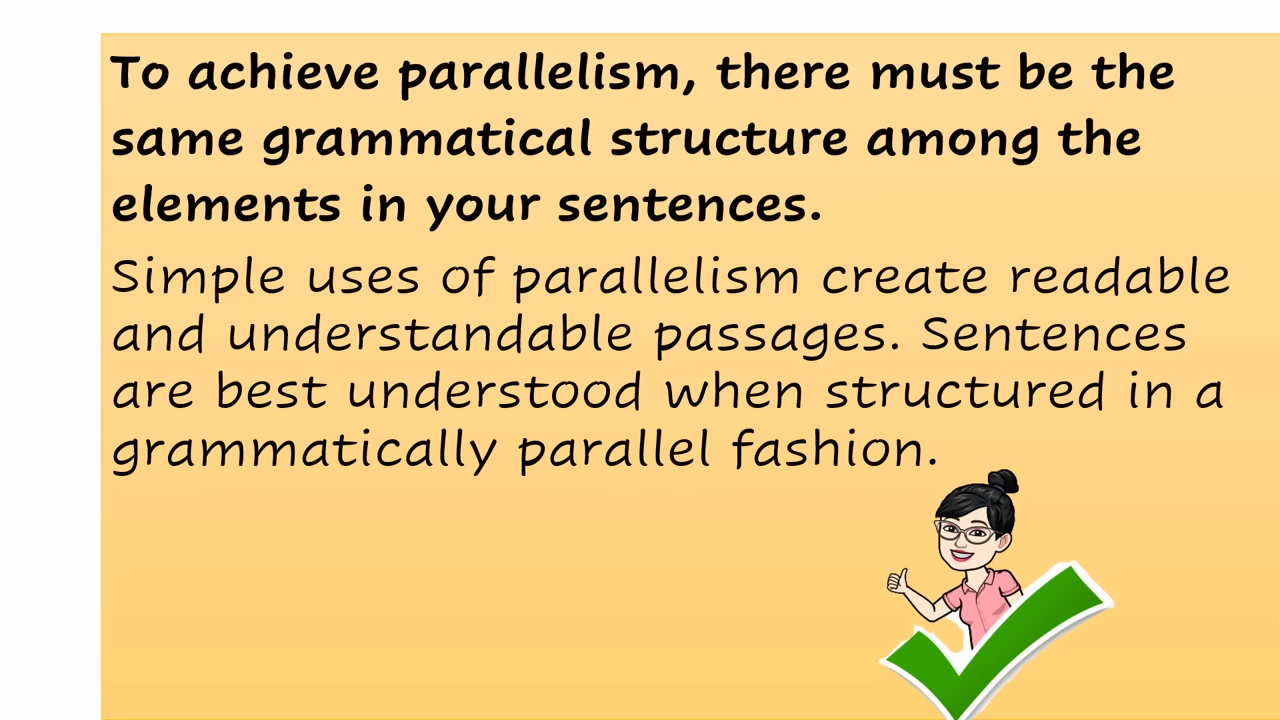 To achieve parallelism, there must be the
same grammatical structure among the
elements in your sentences.
Simple uses of parallelism create readable
and understandable passages. Sentences
are best understood when structured in a
grammatically parallel fashion.